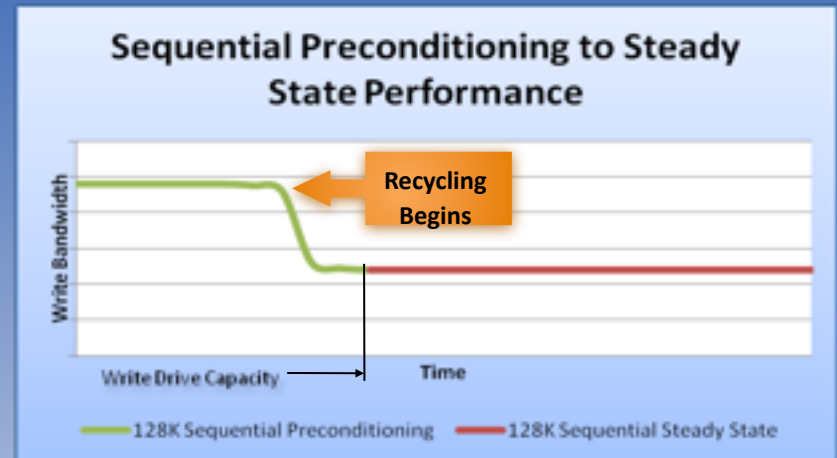 Sequential Preconditioning to Steady
State Performance
Write Bandwidth
Recycling
Begins
Write Drive Capacity
Time
128K Sequential Preconditioning
128K Sequential Steady State